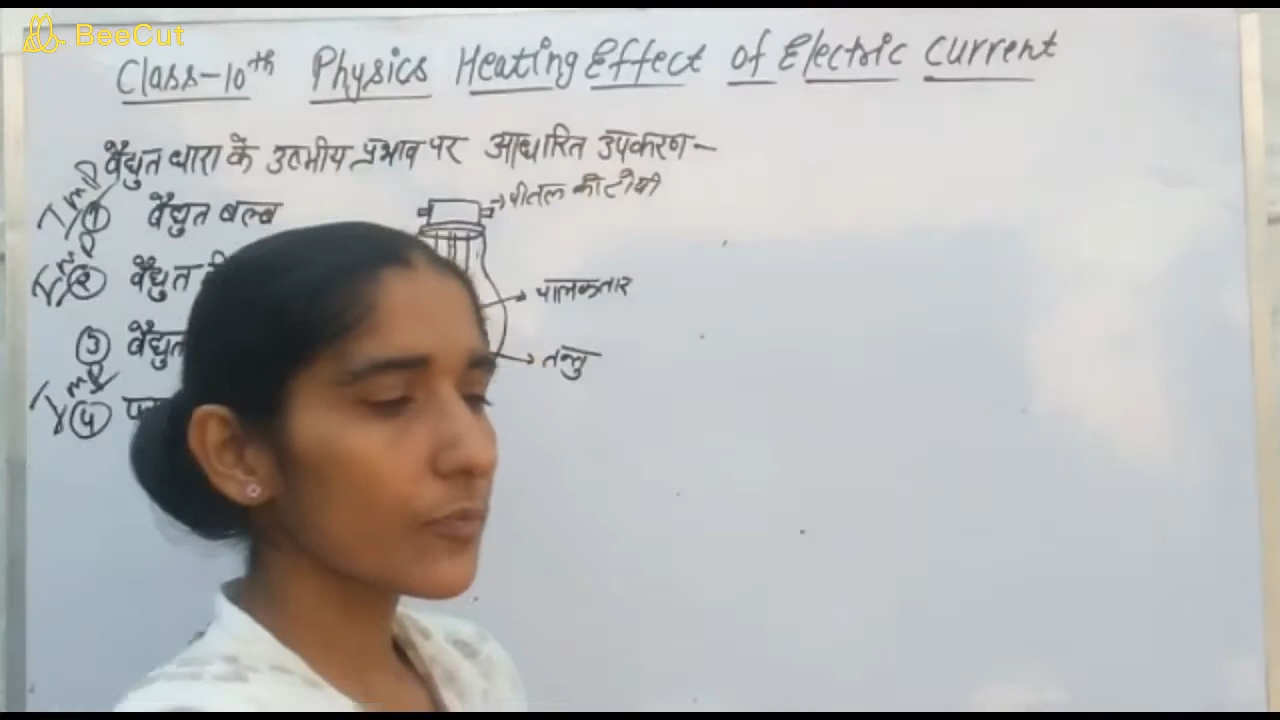 BeeCut
Class-10th Physics Heating Effect of Electric Current
वैद्युत धारा के उष्मीय प्रभाव पर आधारित उपकरण-
→ पीतल की टोपी
Imp ① वैद्युत बल्ब
Imp ② वैद्युत
→ चालकतार
③ वैद्युत
→ तन्तु
Imp ④